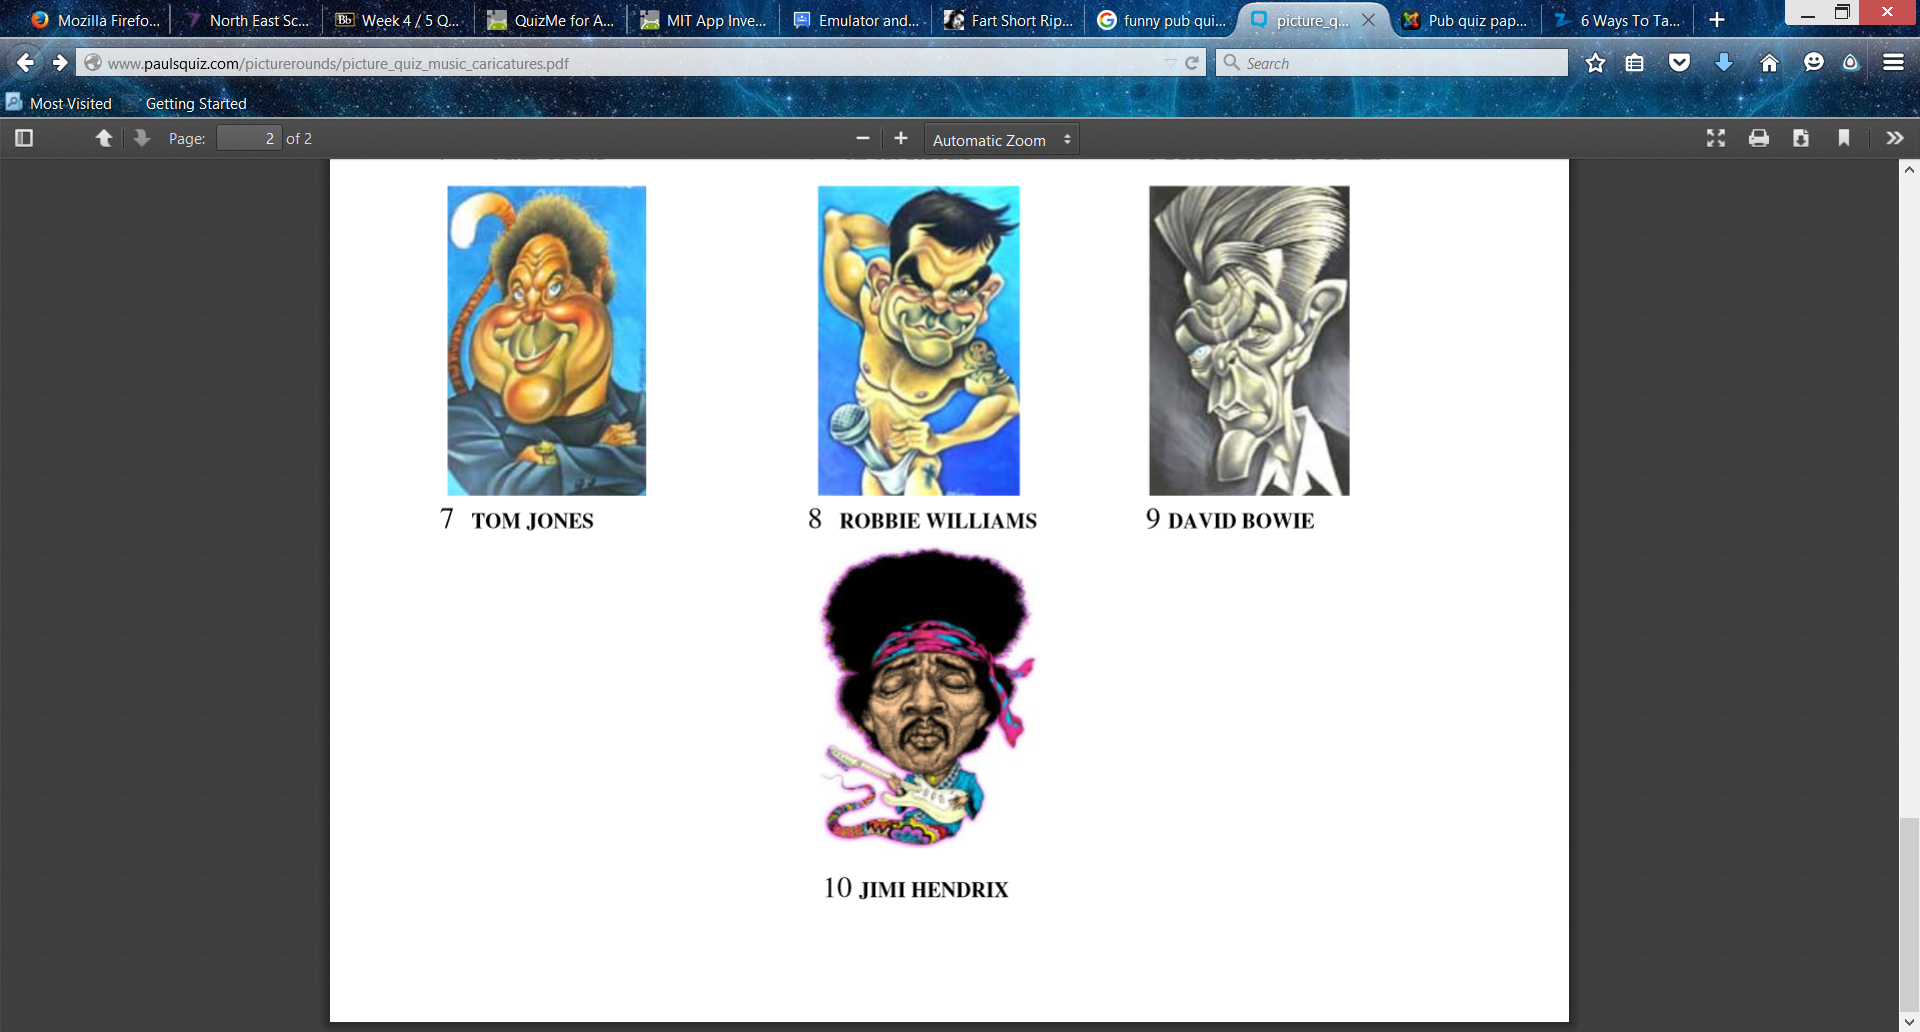 Mozilla Firefo...
North East Sc...
Bb Week 4 / 5 Q...
QuizMe for A...
MIT App Inve...
Emulator and...
Fart Short Rip...
funny pub qui...
picture_q...
Pub quiz pap...
6 Ways To Ta...
www.paulsquiz.com/picturerounds/picture_quiz_music_caricatures.pdf
Search
Most Visited
Getting Started
Page: 2 of 2
Automatic Zoom
7 TOM JONES
8 ROBBIE WILLIAMS
9 DAVID BOWIE
10 JIMI HENDRIX